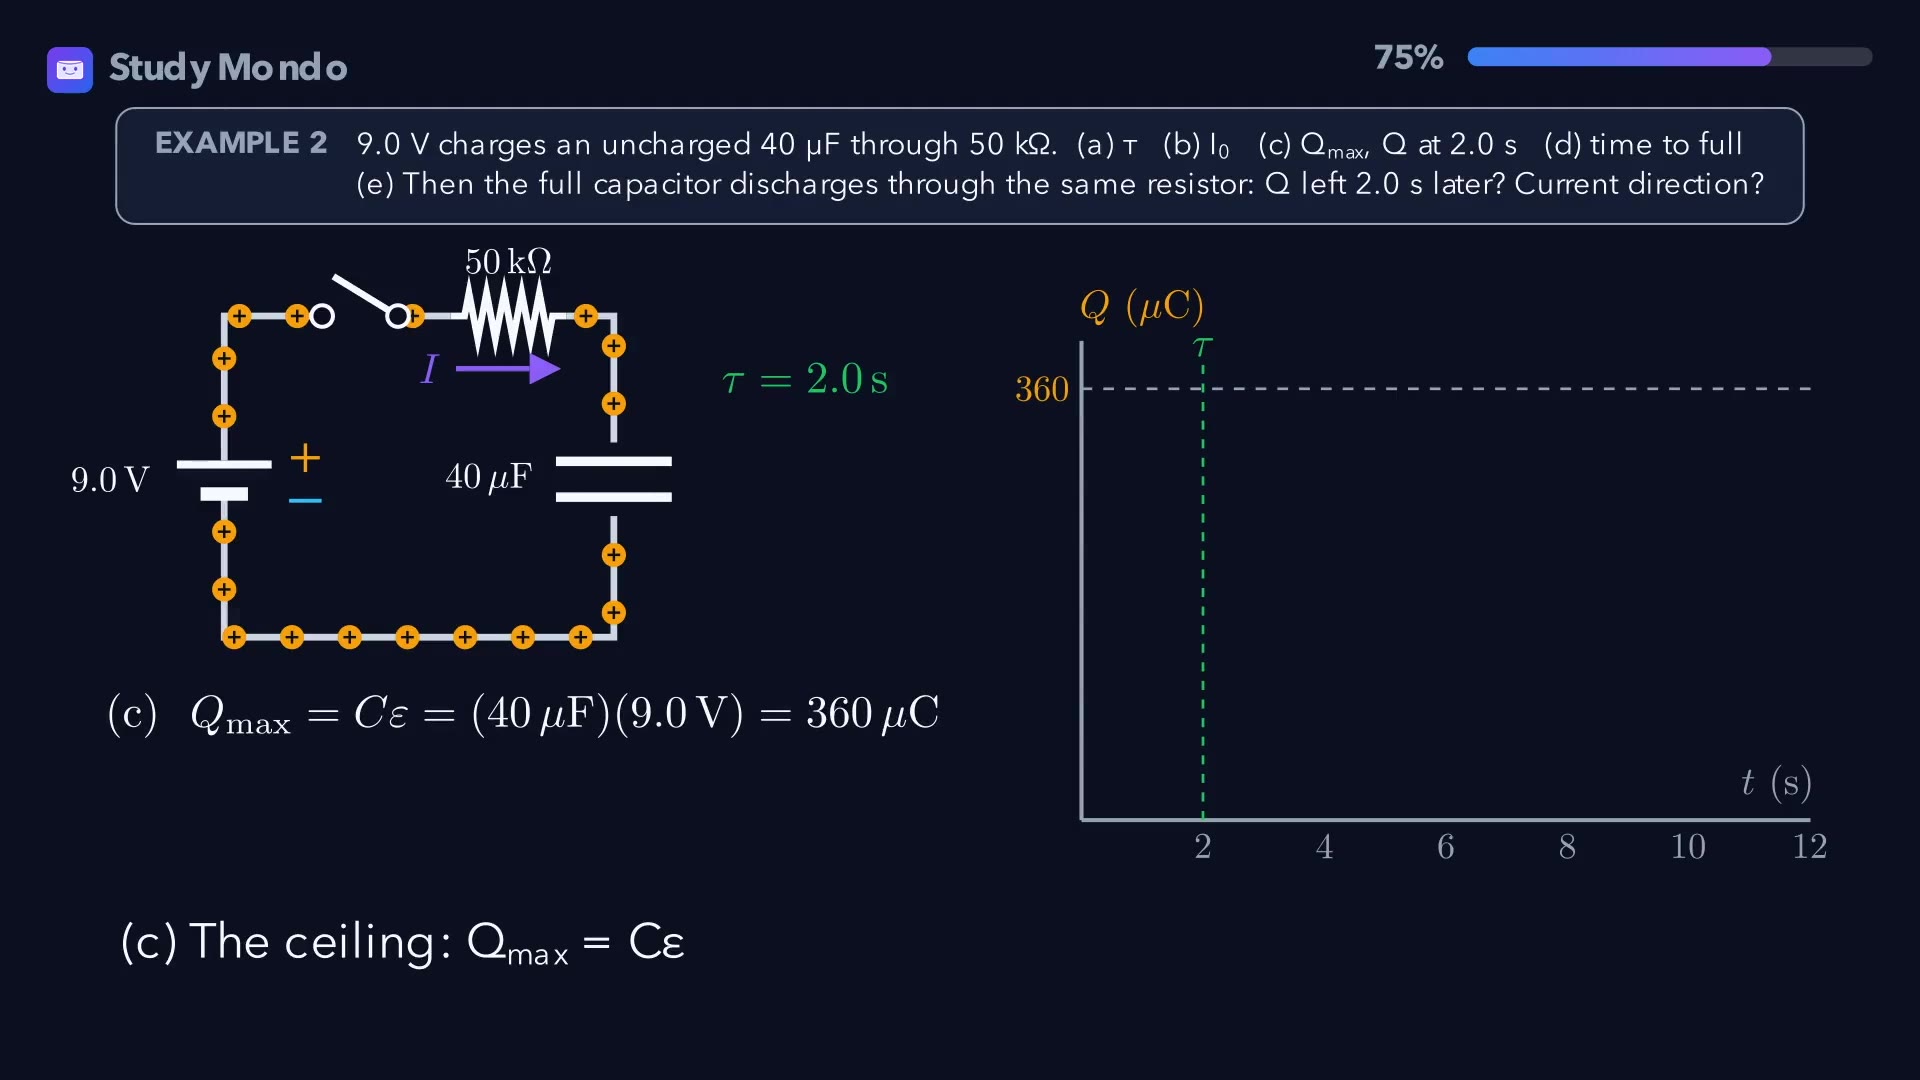 Study Mondo
75%
EXAMPLE 2 9.0 V charges an uncharged 40 µF through 50 kΩ. (a) τ (b) I₀ (c) Qₘₐₓ, Q at 2.0 s (d) time to full
(e) Then the full capacitor discharges through the same resistor: Q left 2.0 s later? Current direction?
50 kΩ
I
τ = 2.0 s
9.0 V
+
−
40 µF
Q (µC)
τ
360
t (s)
2 4 6 8 10 12
(c) Qₘₐₓ = Cε = (40 µF)(9.0 V) = 360 µC
(c) The ceiling: Qₘₐₓ = Cε